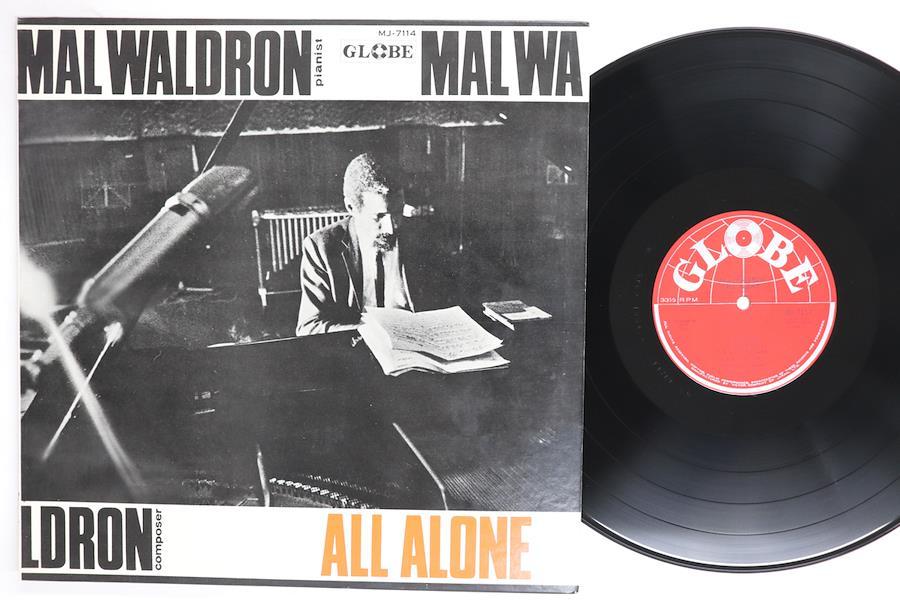 MAL WALDRON
pianist
MJ-7114
GLOBE
MAL WA
LDRON
composer
ALL ALONE
GLOBE
33⅓ R.P.M.